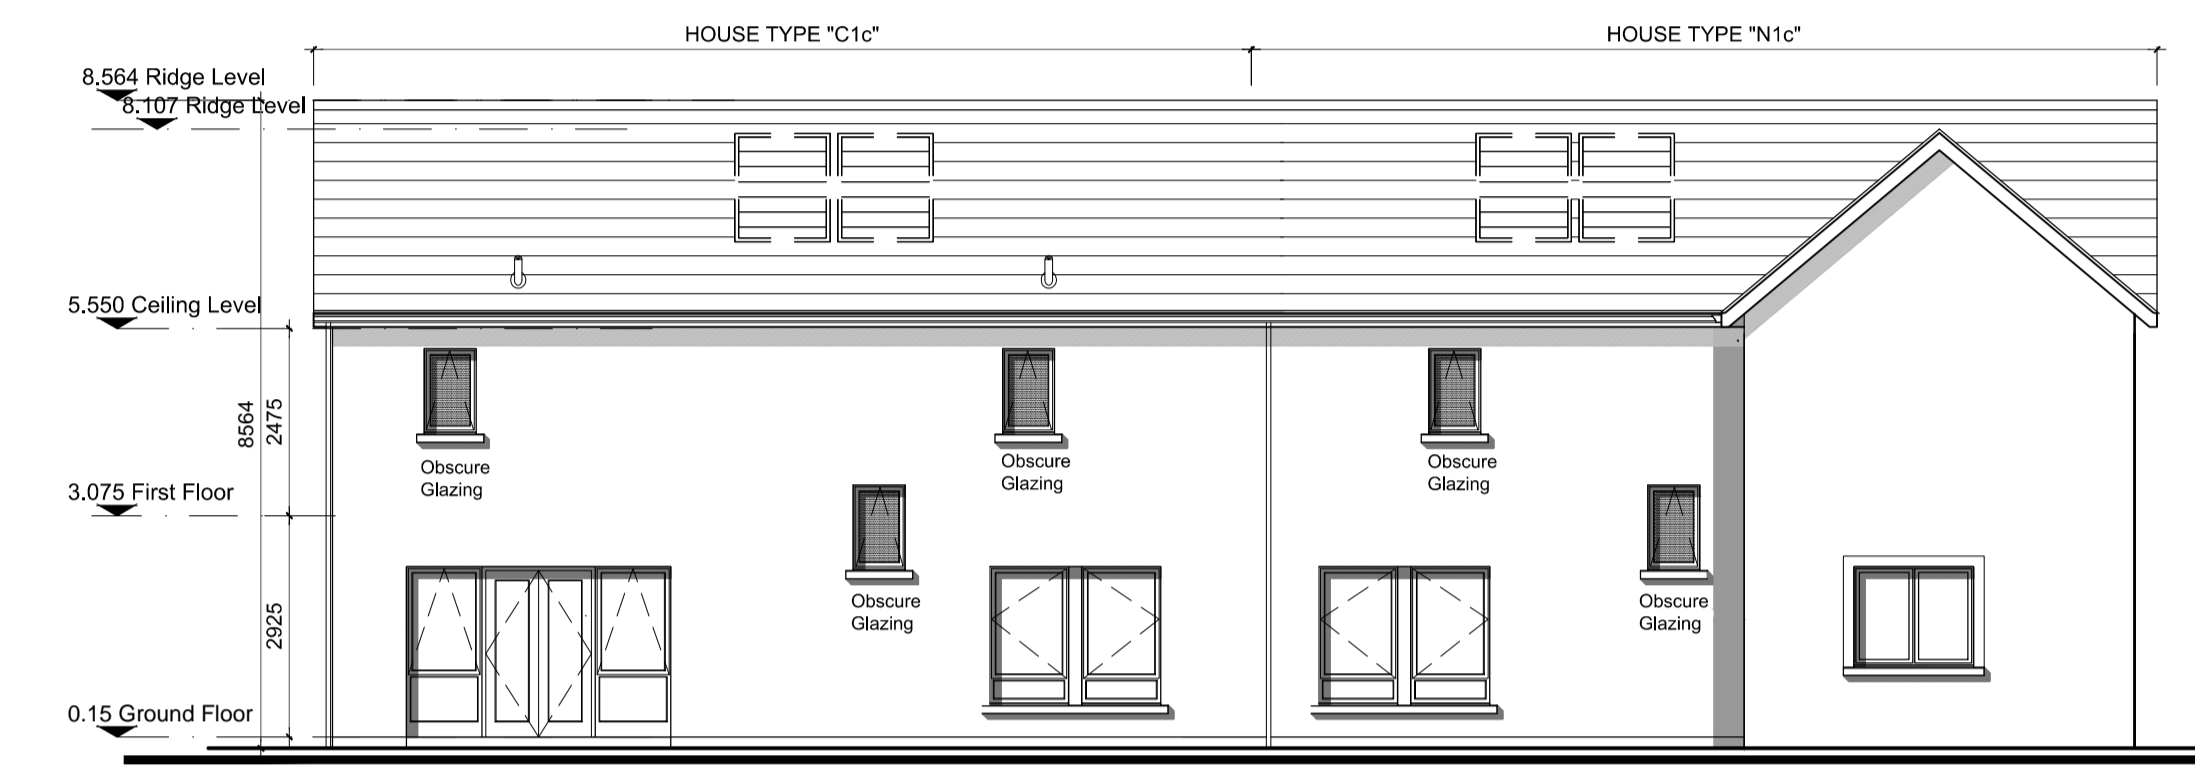 HOUSE TYPE "C1c"
HOUSE TYPE "N1c"
8.564 Ridge Level
8.107 Ridge Level
5.550 Ceiling Level
8564
2475
Obscure
Glazing
Obscure
Glazing
Obscure
Glazing
3.075 First Floor
2925
Obscure
Glazing
Obscure
Glazing
0.15 Ground Floor